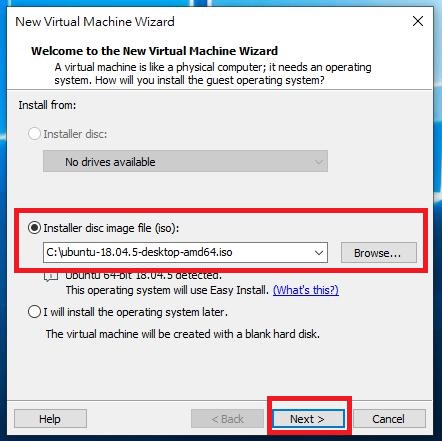 New Virtual Machine Wizard
Welcome to the New Virtual Machine Wizard
A virtual machine is like a physical computer; it needs an operating
system. How will you install the guest operating system?
Install from:
Installer disc:
No drives available
Installer disc image file (iso):
C:\ubuntu-18.04.5-desktop-amd64.iso
Browse...
Ubuntu 64-bit 18.04.5 detected.
This operating system will use Easy Install. (What's this?)
I will install the operating system later.
The virtual machine will be created with a blank hard disk.
Help
< Back
Next >
Cancel